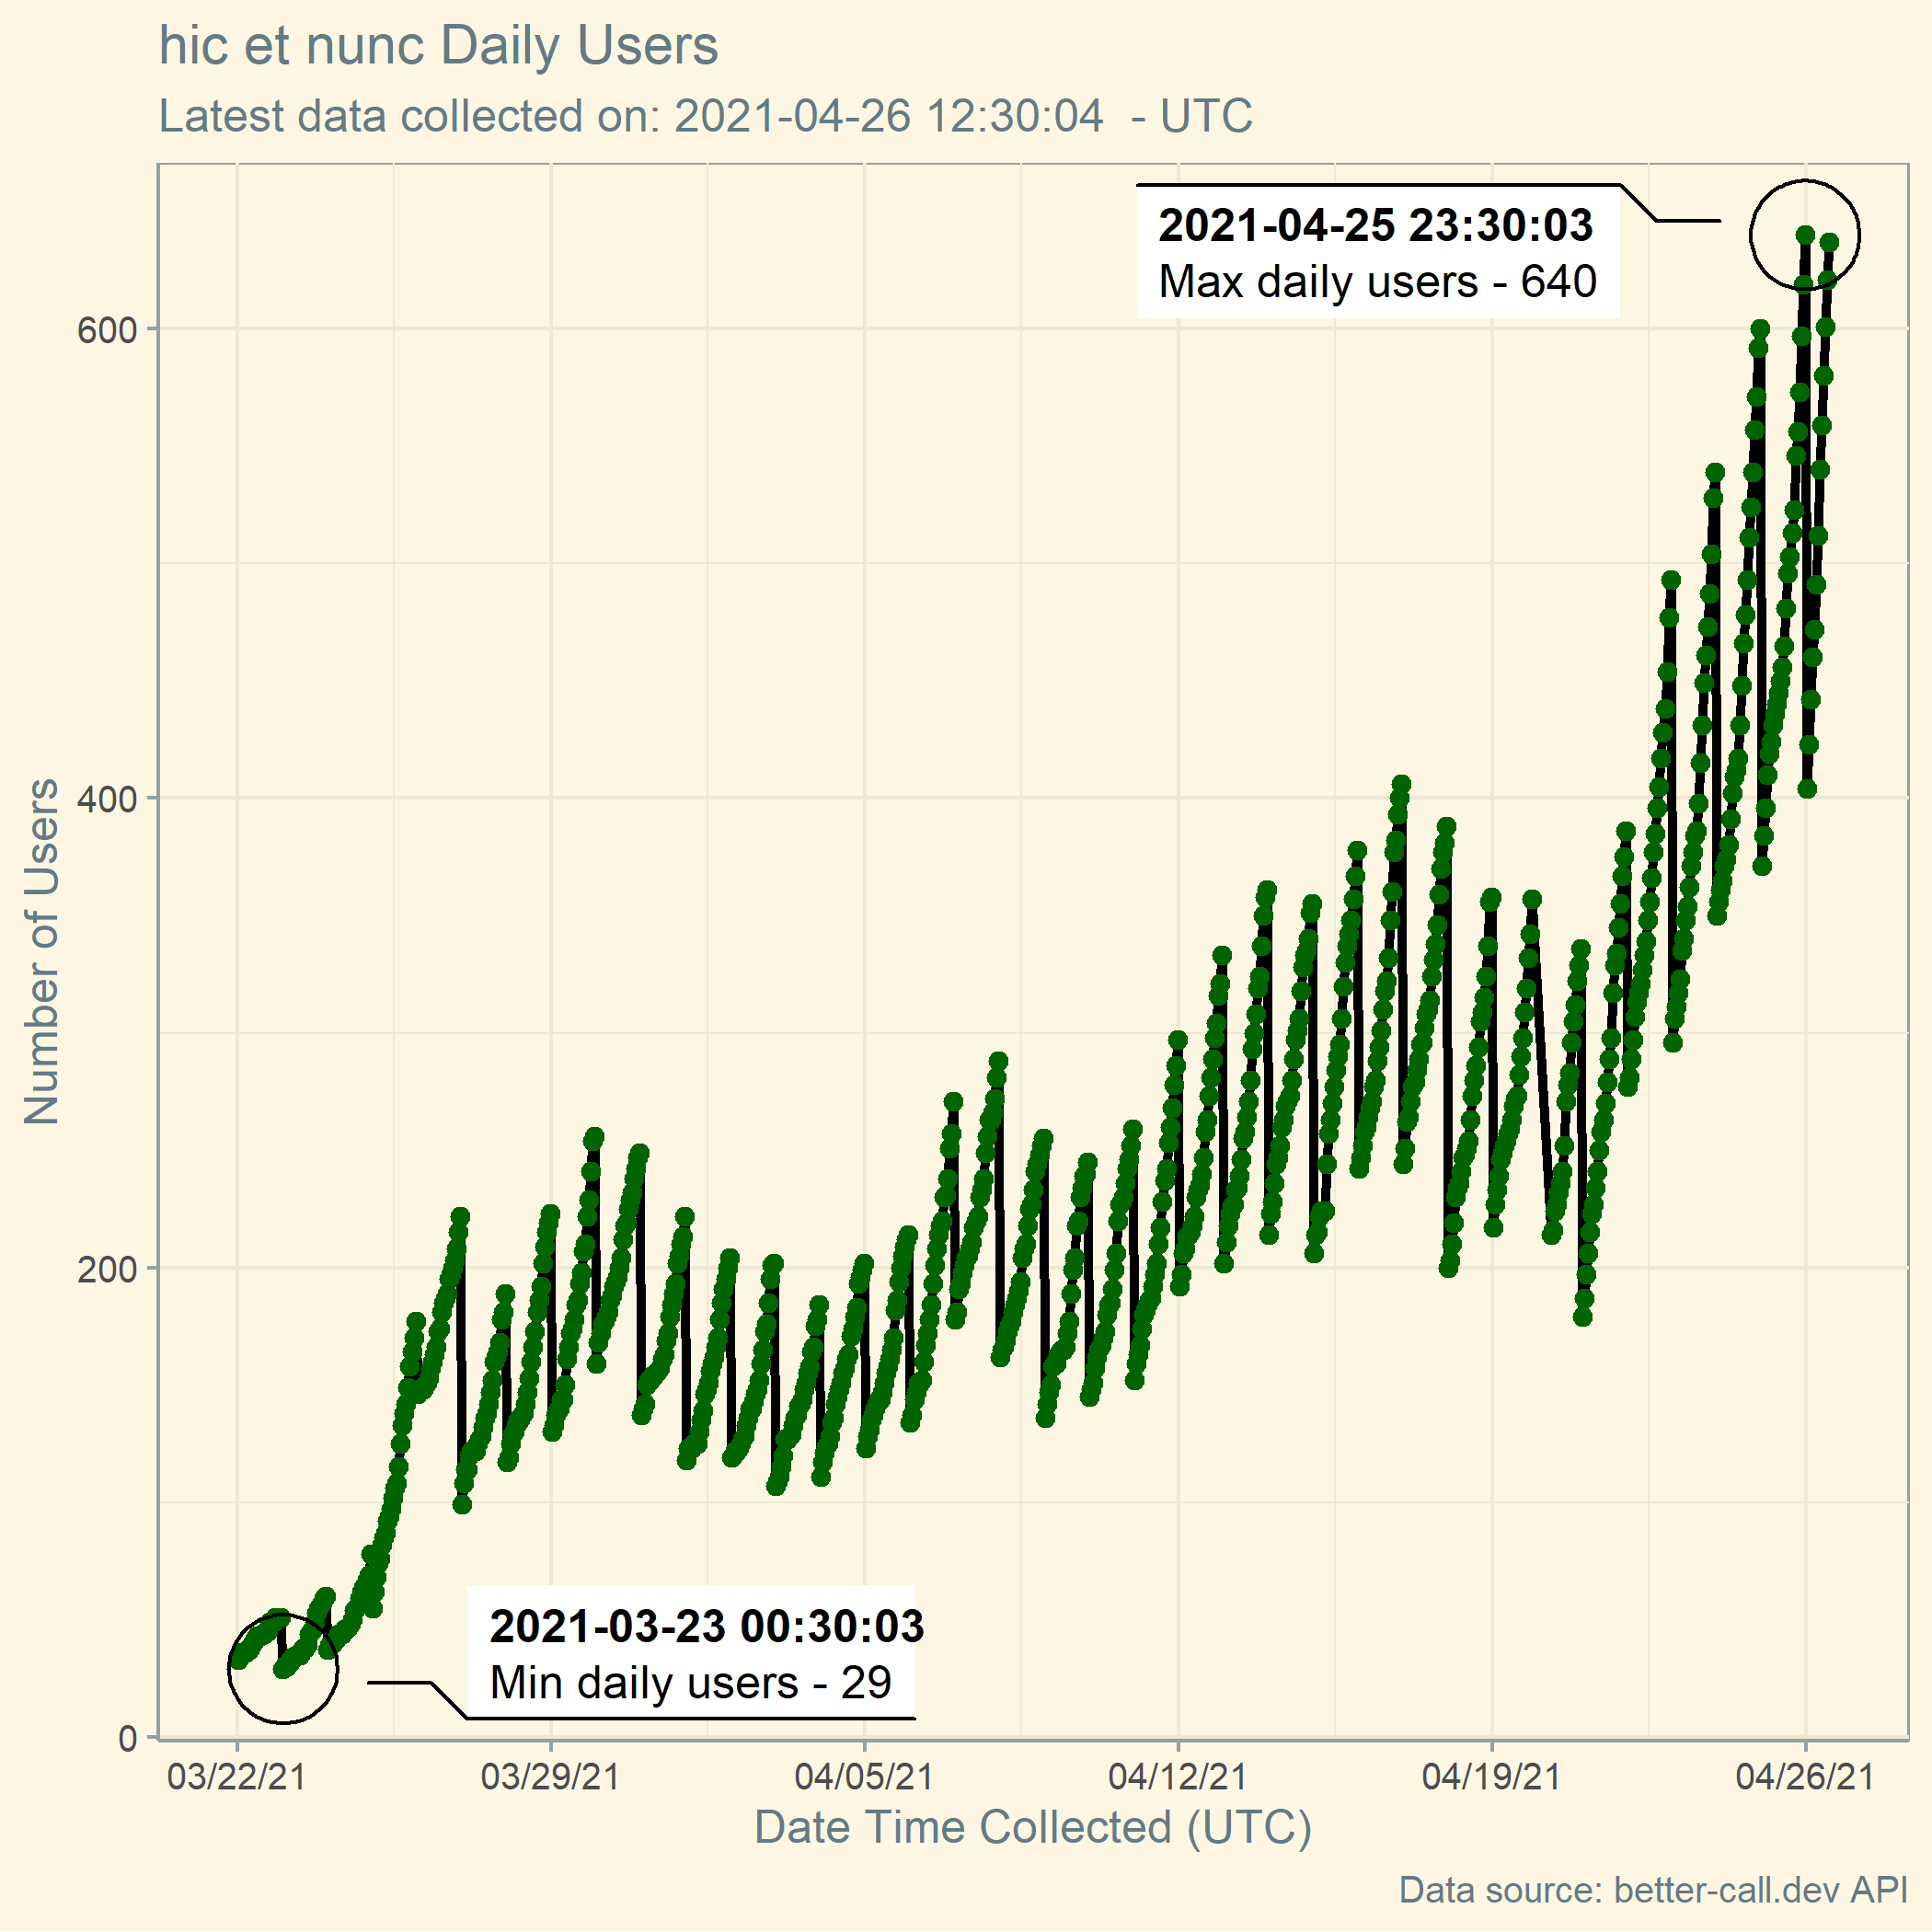 hic et nunc Daily Users
Latest data collected on: 2021-04-26 12:30:04  - UTC
2021-04-25 23:30:03
Max daily users - 640
600
400
200
0
Number of Users
2021-03-23 00:30:03
Min daily users - 29
03/22/21 03/29/21 04/05/21 04/12/21 04/19/21 04/26/21
Date Time Collected (UTC)
Data source: better-call.dev API